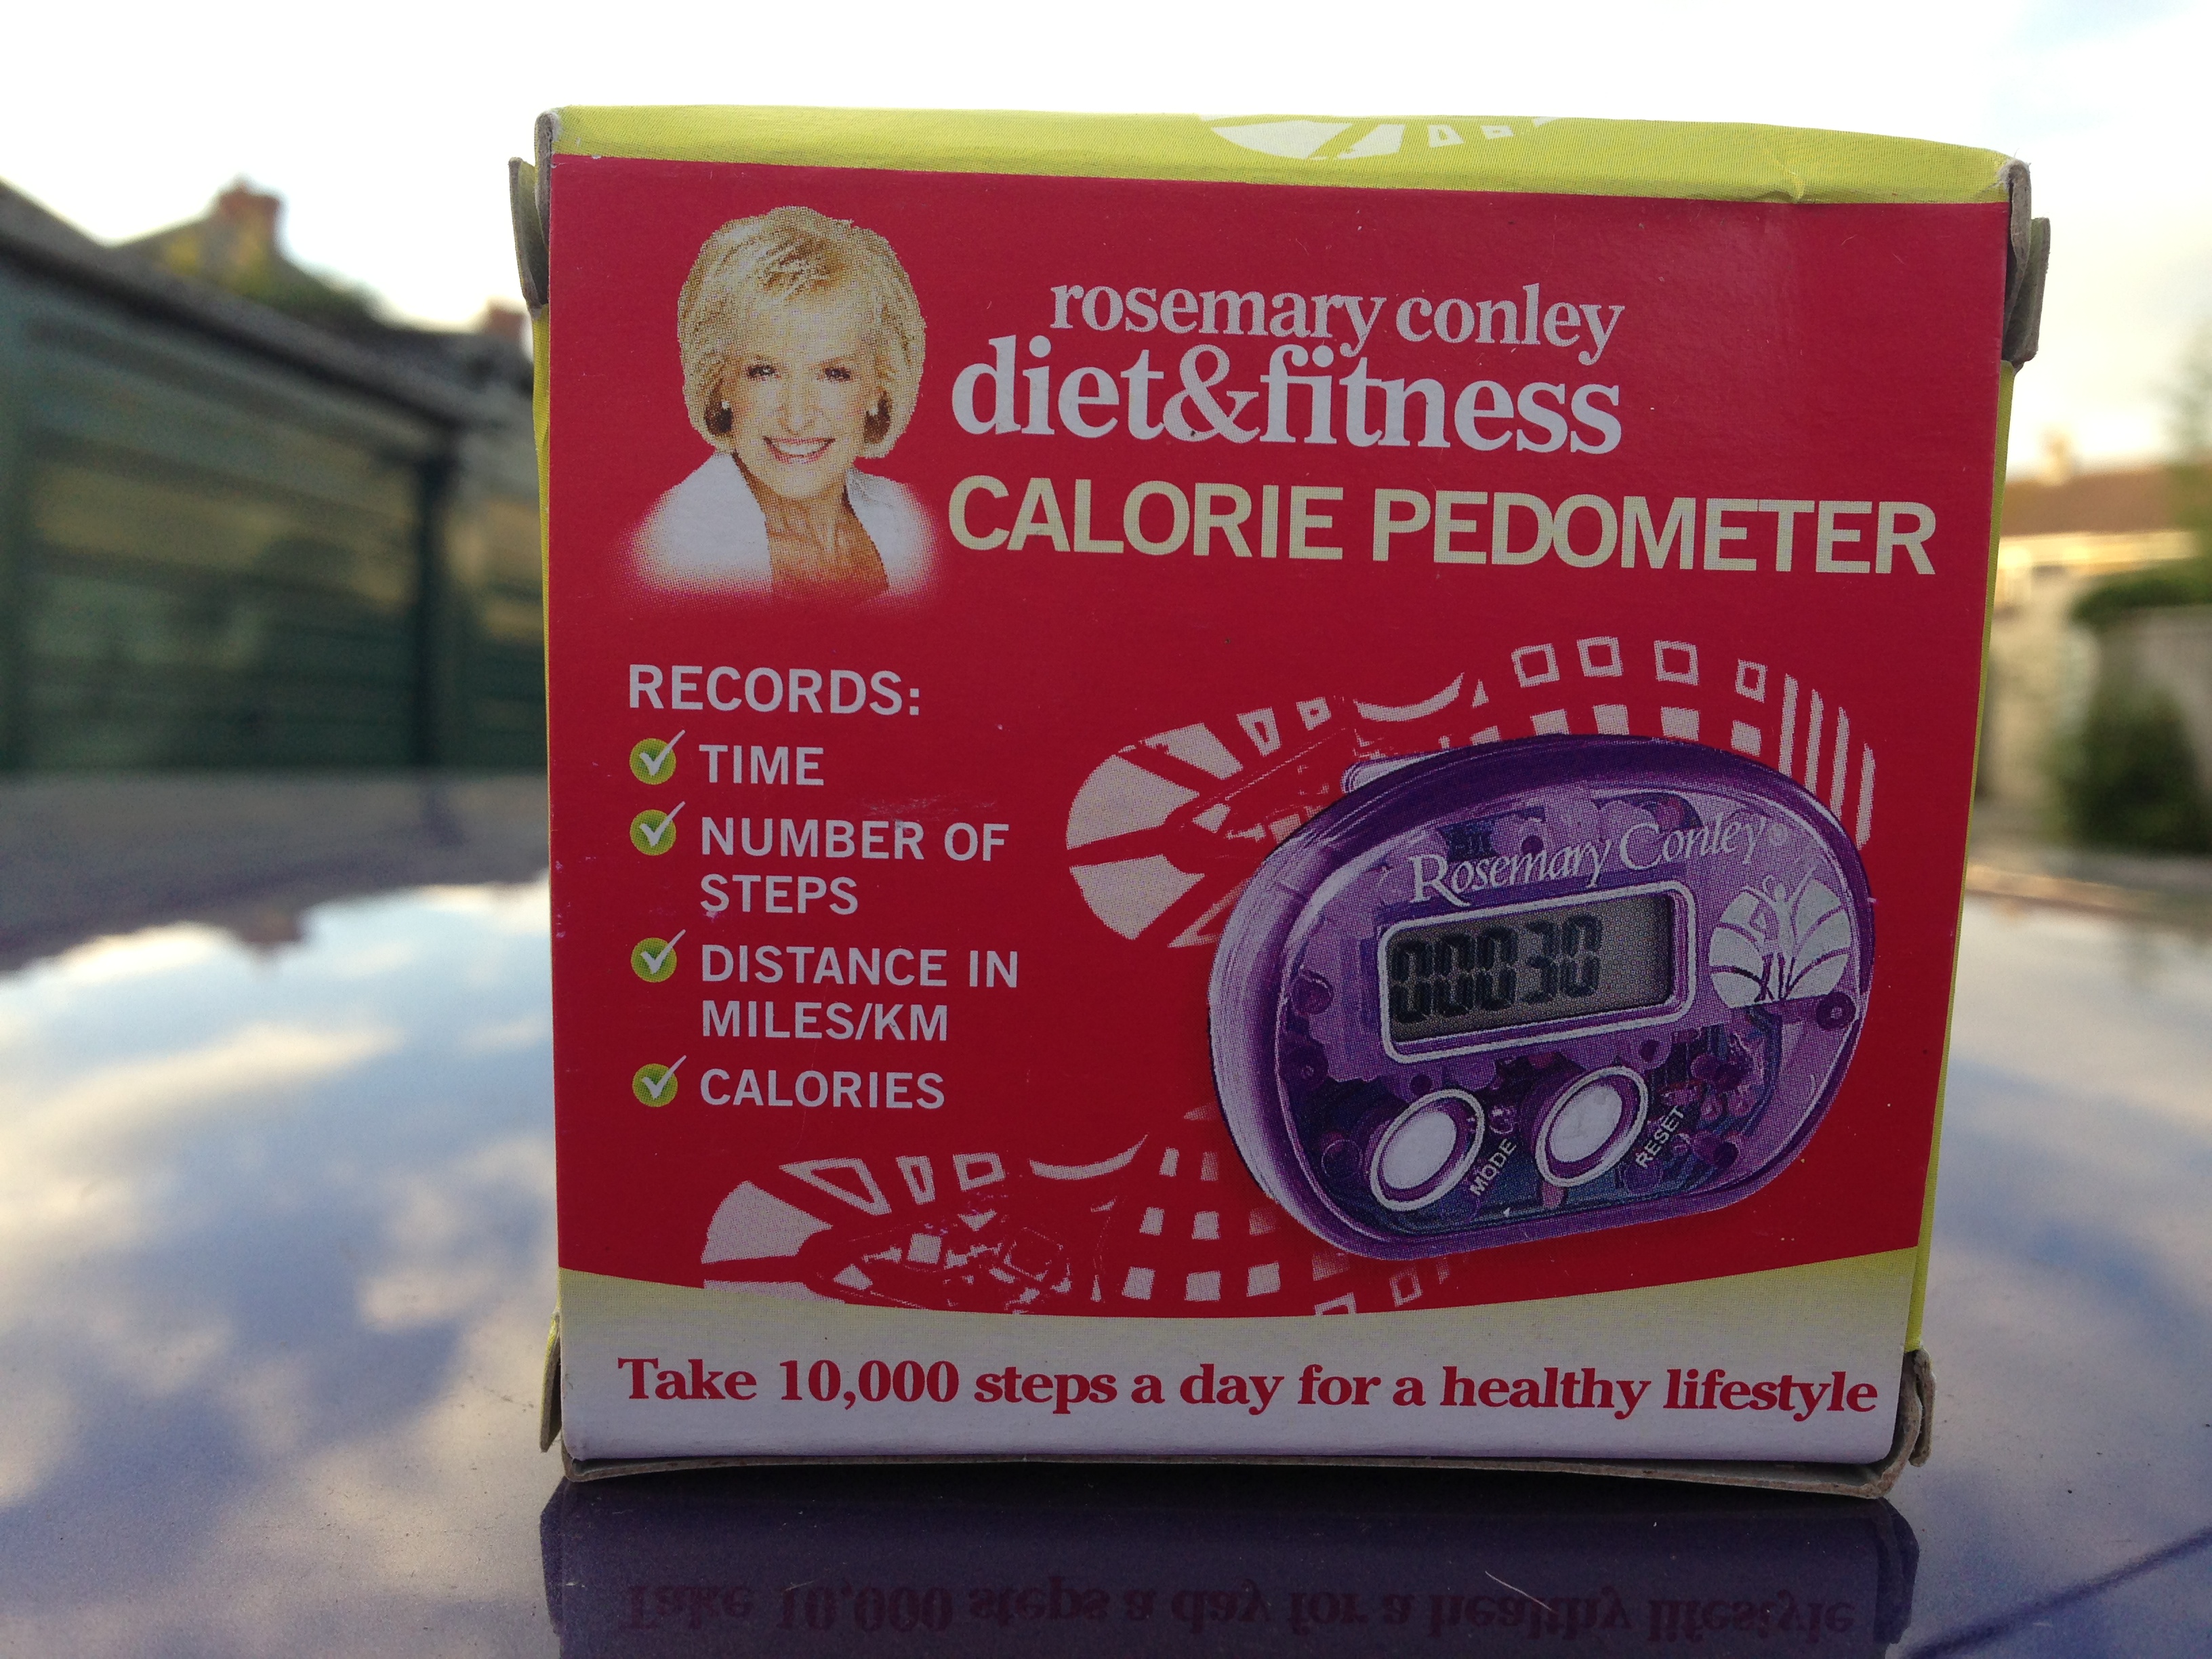 rosemary conley
diet&fitness
CALORIE PEDOMETER
RECORDS:
TIME
NUMBER OF
STEPS
DISTANCE IN
MILES/KM
CALORIES
Rosemary Conley®
00030
MODE
RESET
Take 10,000 steps a day for a healthy lifestyle